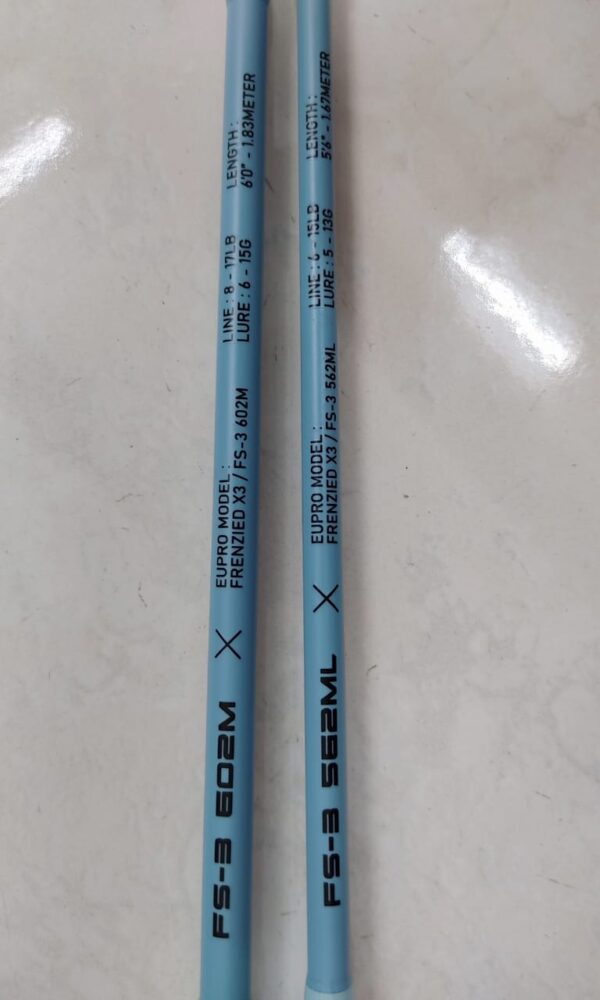 FS-3 602M
X
EUPRO MODEL :
FRENZIED X3 / FS-3 602M
LINE : 8 - 17LB
LURE : 6 - 15G
LENGTH :
6'0" - 1.83METER
FS-3 562ML
X
EUPRO MODEL :
FRENZIED X3 / FS-3 562ML
LINE : 6 - 15LB
LURE : 5 - 13G
LENGTH :
5'6" - 1.67METER